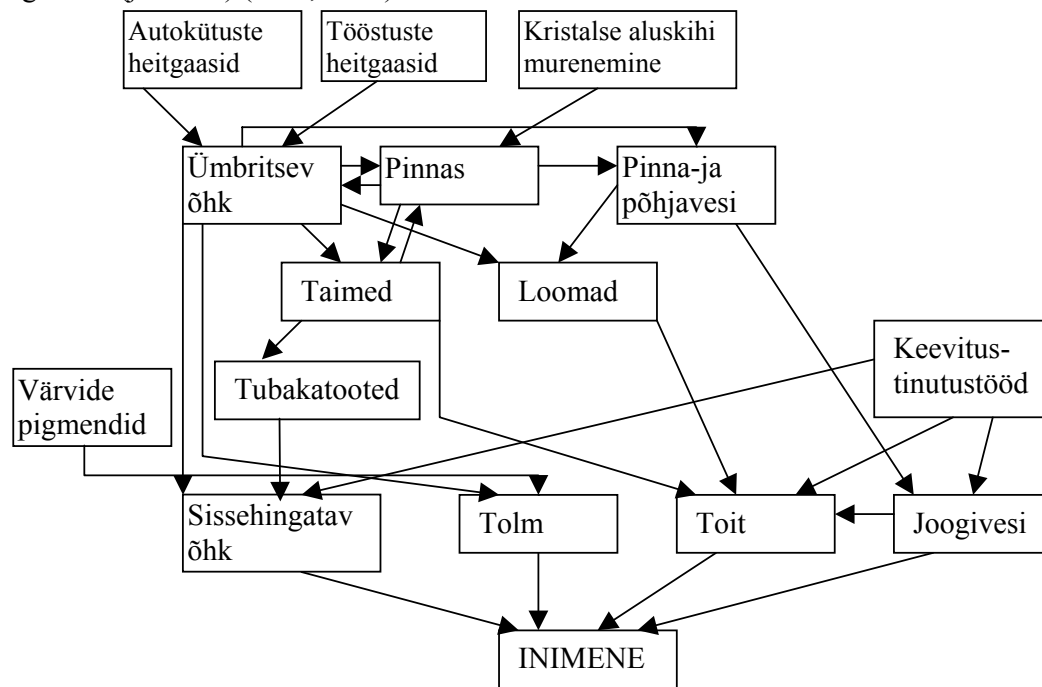 Autokütuste
heitgaasid
Tööstuste
heitgaasid
Kristalse aluskihi
murenemine
Ümbritsev
õhk
Pinnas
Pinna-ja
põhjavesi
Taimed
Loomad
Keevitus-
tinutustööd
Värvide
pigmendid
Tubakatooted
Sissehingatav
õhk
Tolm
Toit
Joogivesi
INIMENE